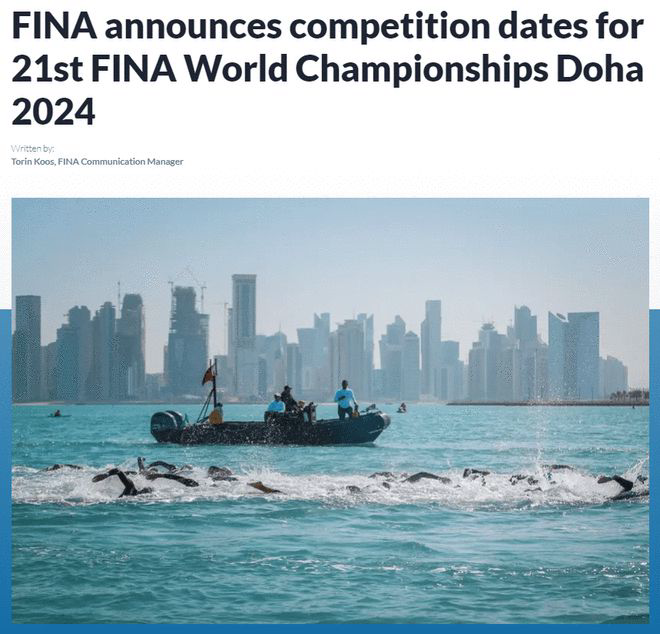 FINA announces competition dates for
21st FINA World Championships Doha
2024
Written by:
Torin Koos, FINA Communication Manager